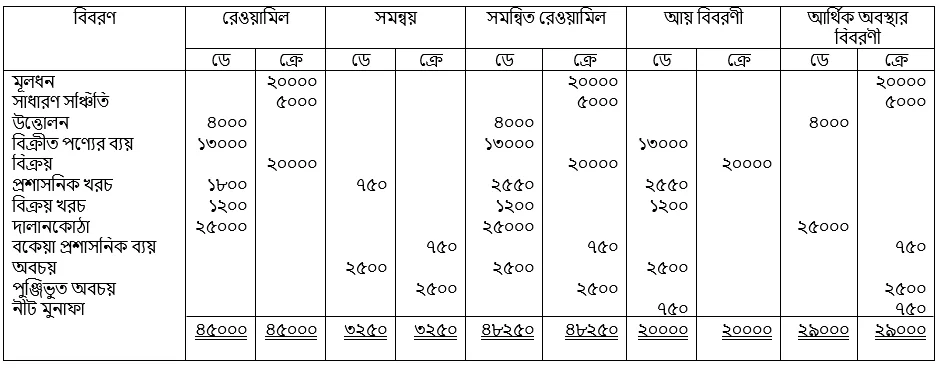 বিবরণ রেওয়ামিল সমন্বয় সমন্বিত রেওয়ামিল আয় বিবরণী আর্থিক অবস্থার
বিবরণী
ডে ক্রে ডে ক্রে ডে ক্রে ডে ক্রে ডে ক্রে
মূলধন ২০০০০ ২০০০০ ২০০০০
সাধারণ সঞ্চিতি ৫০০০ ৫০০০ ৫০০০
উত্তোলন ৪০০০ ৪০০০ ৪০০০
বিক্রীত পণ্যের ব্যয় ১৩০০০ ১৩০০০ ১৩০০০
বিক্রয় ২০০০০ ২০০০০ ২০০০০
প্রশাসনিক খরচ ১৮০০ ৭৫০ ২৫৫০ ২৫৫০
বিক্রয় খরচ ১২০০ ১২০০ ১২০০
দালানকোঠা ২৫০০০ ২৫০০০ ২৫০০০
বকেয়া প্রশাসনিক ব্যয় ৭৫০ ৭৫০ ৭৫০
অবচয় ২৫০০ ২৫০০ ২৫০০
পুঞ্জিভুত অবচয় ২৫০০ ২৫০০ ২৫০০
নীট মুনাফা ৭৫০ ৭৫০
৪৫০০০ ৪৫০০০ ৩২৫০ ৩২৫০ ৪৮২৫০ ৪৮২৫০ ২০০০০ ২০০০০ ২৯০০০ ২৯০০০